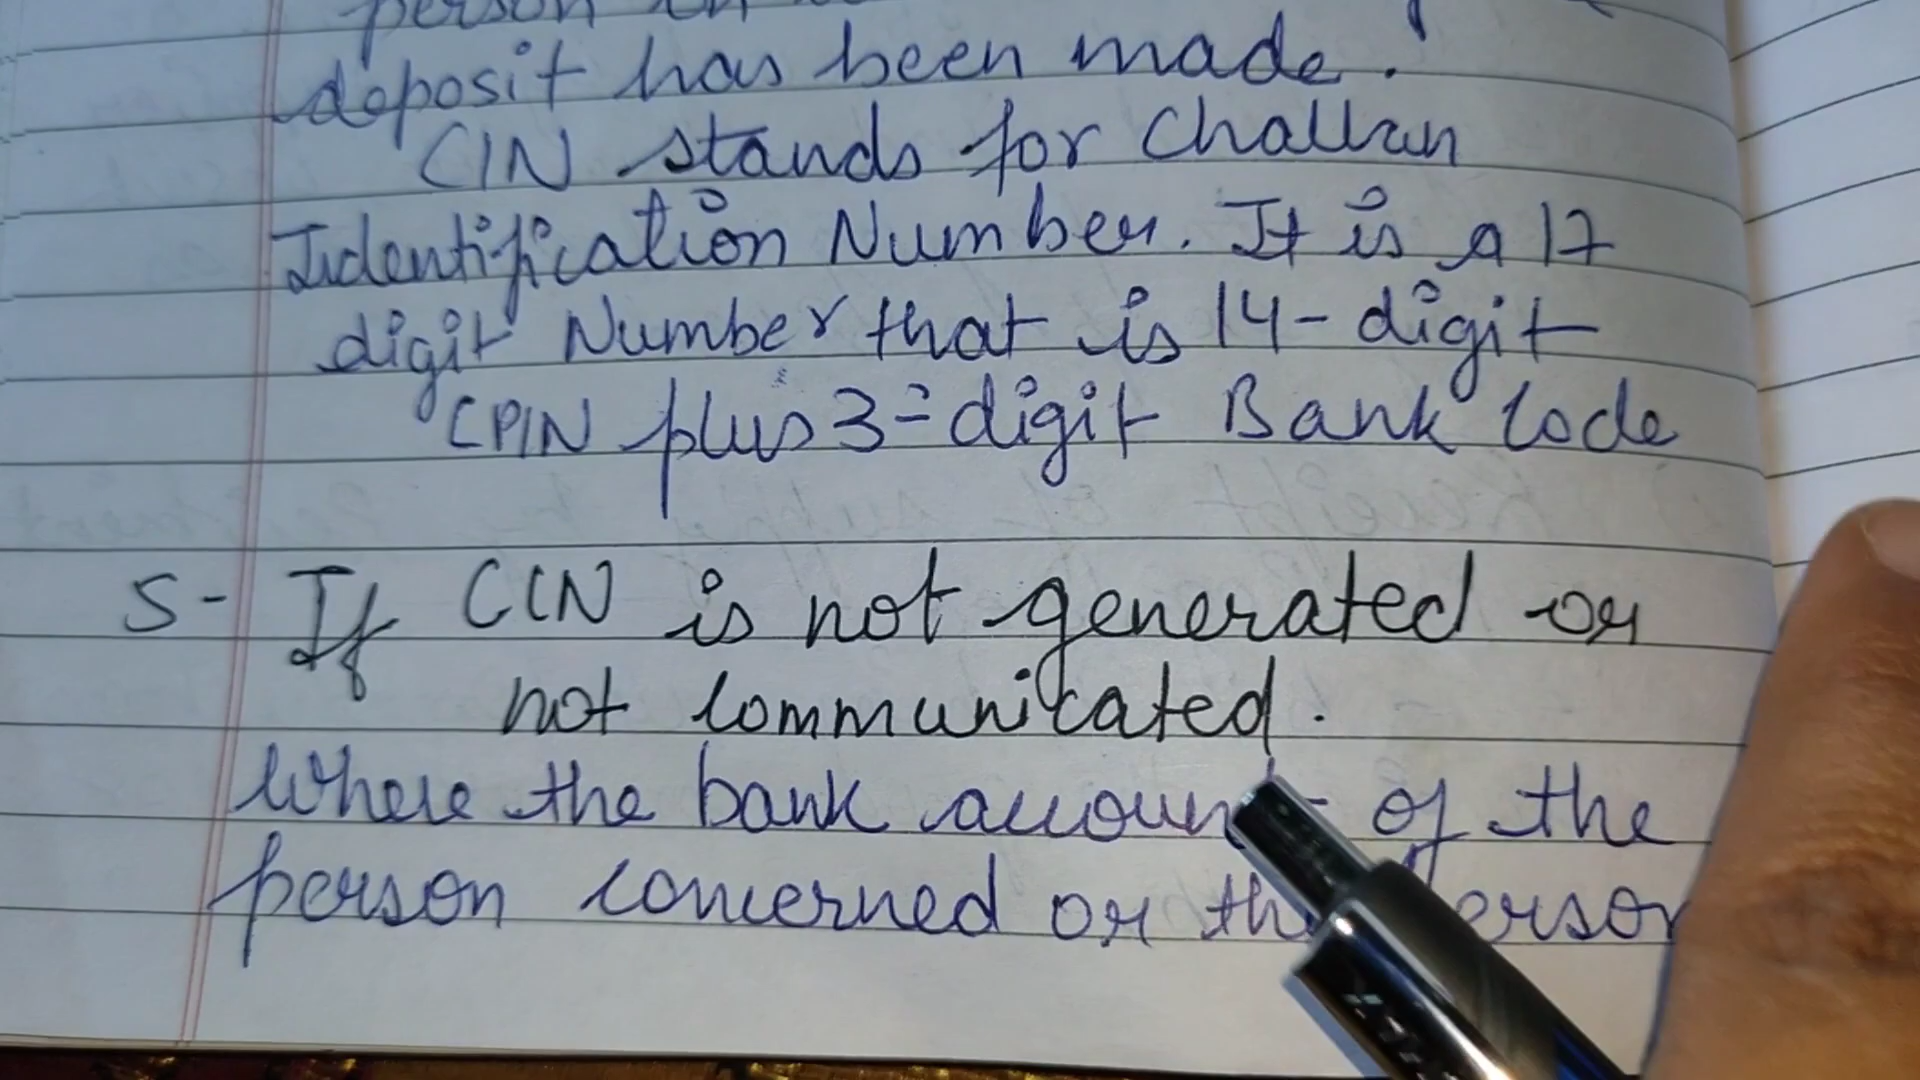 person
deposit has been made.
CIN stands for Challan
Identification Number. It is a 17
digit Number that is 14-digit
CPIN plus 3-digit Bank Code
5- If CIN is not generated or
not communicated.
Where the bank account of the
person concerned or the person